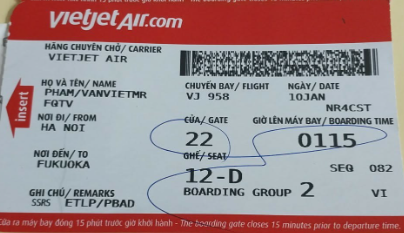 vietjetAir.com
HÃNG CHUYÊN CHỞ/ CARRIER
VIETJET AIR
HỌ VÀ TÊN/ NAME
PHAM/VANVIETMR
FQTV
CHUYẾN BAY/ FLIGHT
VJ 958
NGÀY/ DATE
10JAN
NR4CST
insert
NƠI ĐI/ FROM
HA NOI
CỬA/ GATE
22
GIỜ LÊN MÁY BAY/ BOARDING TIME
0115
NƠI ĐẾN/ TO
FUKUOKA
GHẾ/ SEAT
12-D
SEQ 082
BOARDING GROUP 2 VI
GHI CHÚ/ REMARKS
SSRS ETLP/PBAD
Cửa ra máy bay đóng 15 phút trước giờ khởi hành - The boarding gate closes 15 minutes prior to departure time.